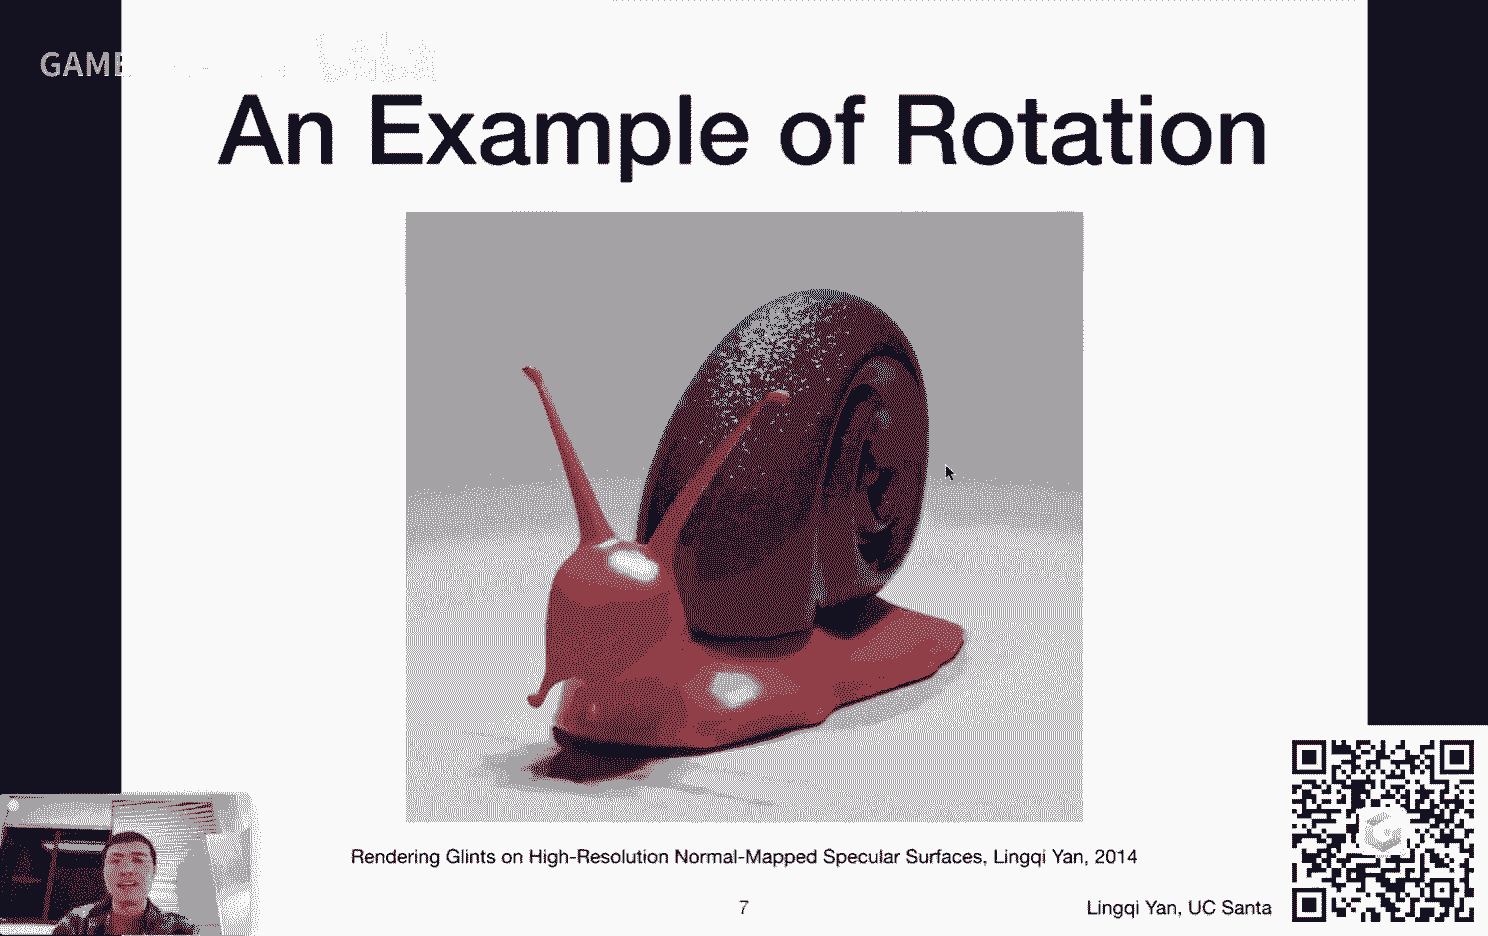 GAME
An Example of Rotation
Rendering Glints on High-Resolution Normal-Mapped Specular Surfaces, Lingqi Yan, 2014
7
Lingqi Yan, UC Santa